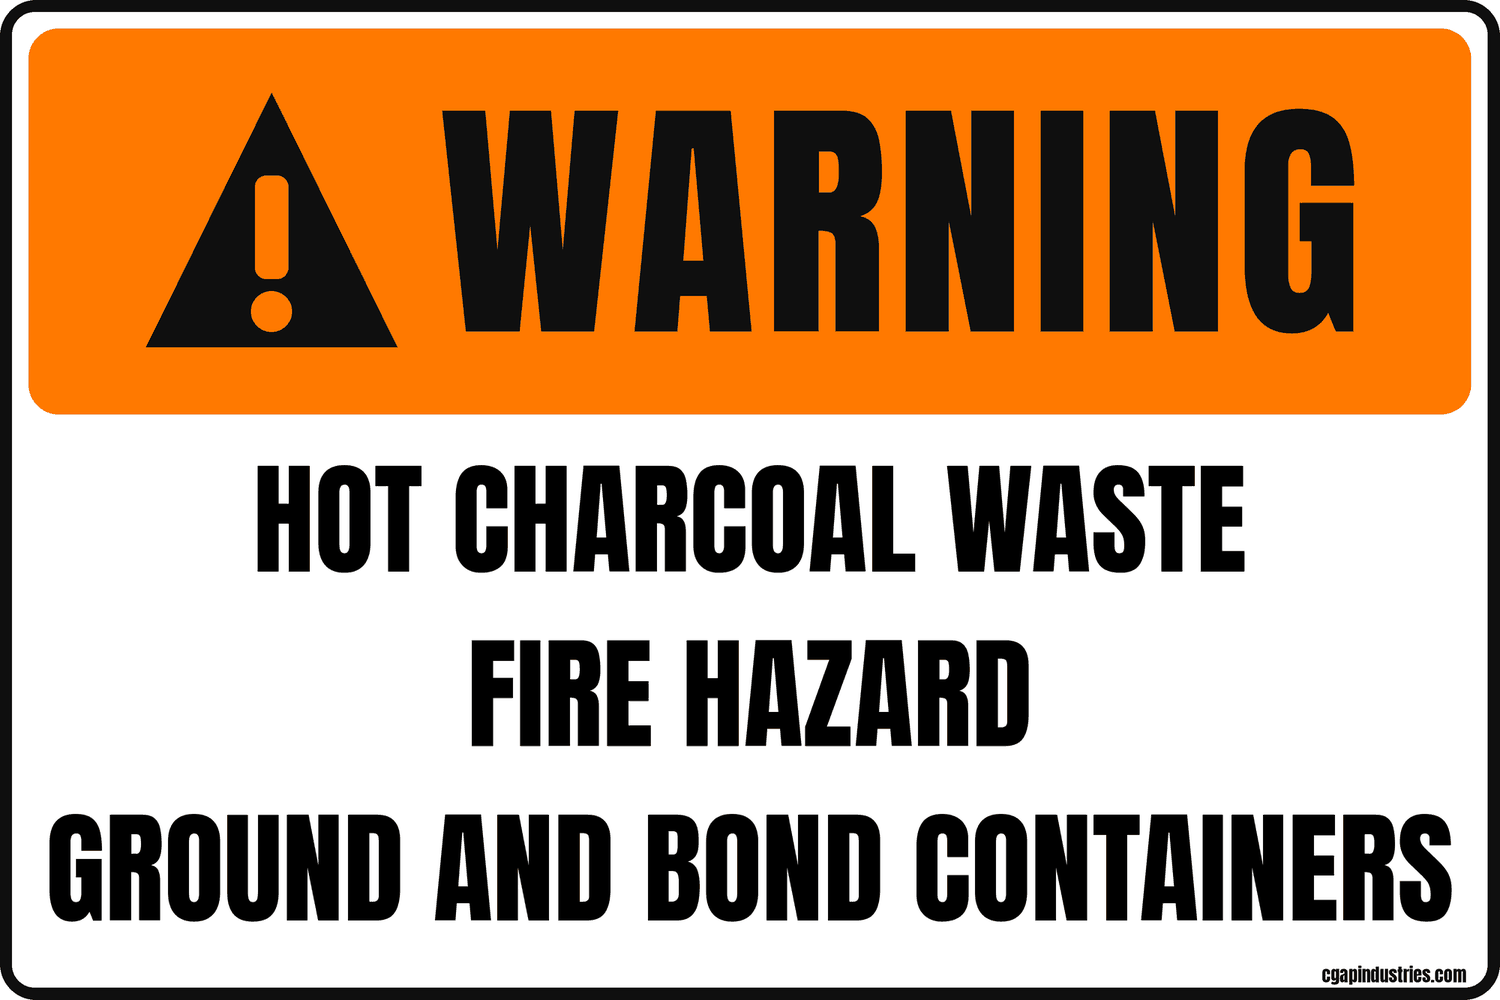 WARNING
HOT CHARCOAL WASTE
FIRE HAZARD
GROUND AND BOND CONTAINERS
cgapindustries.com